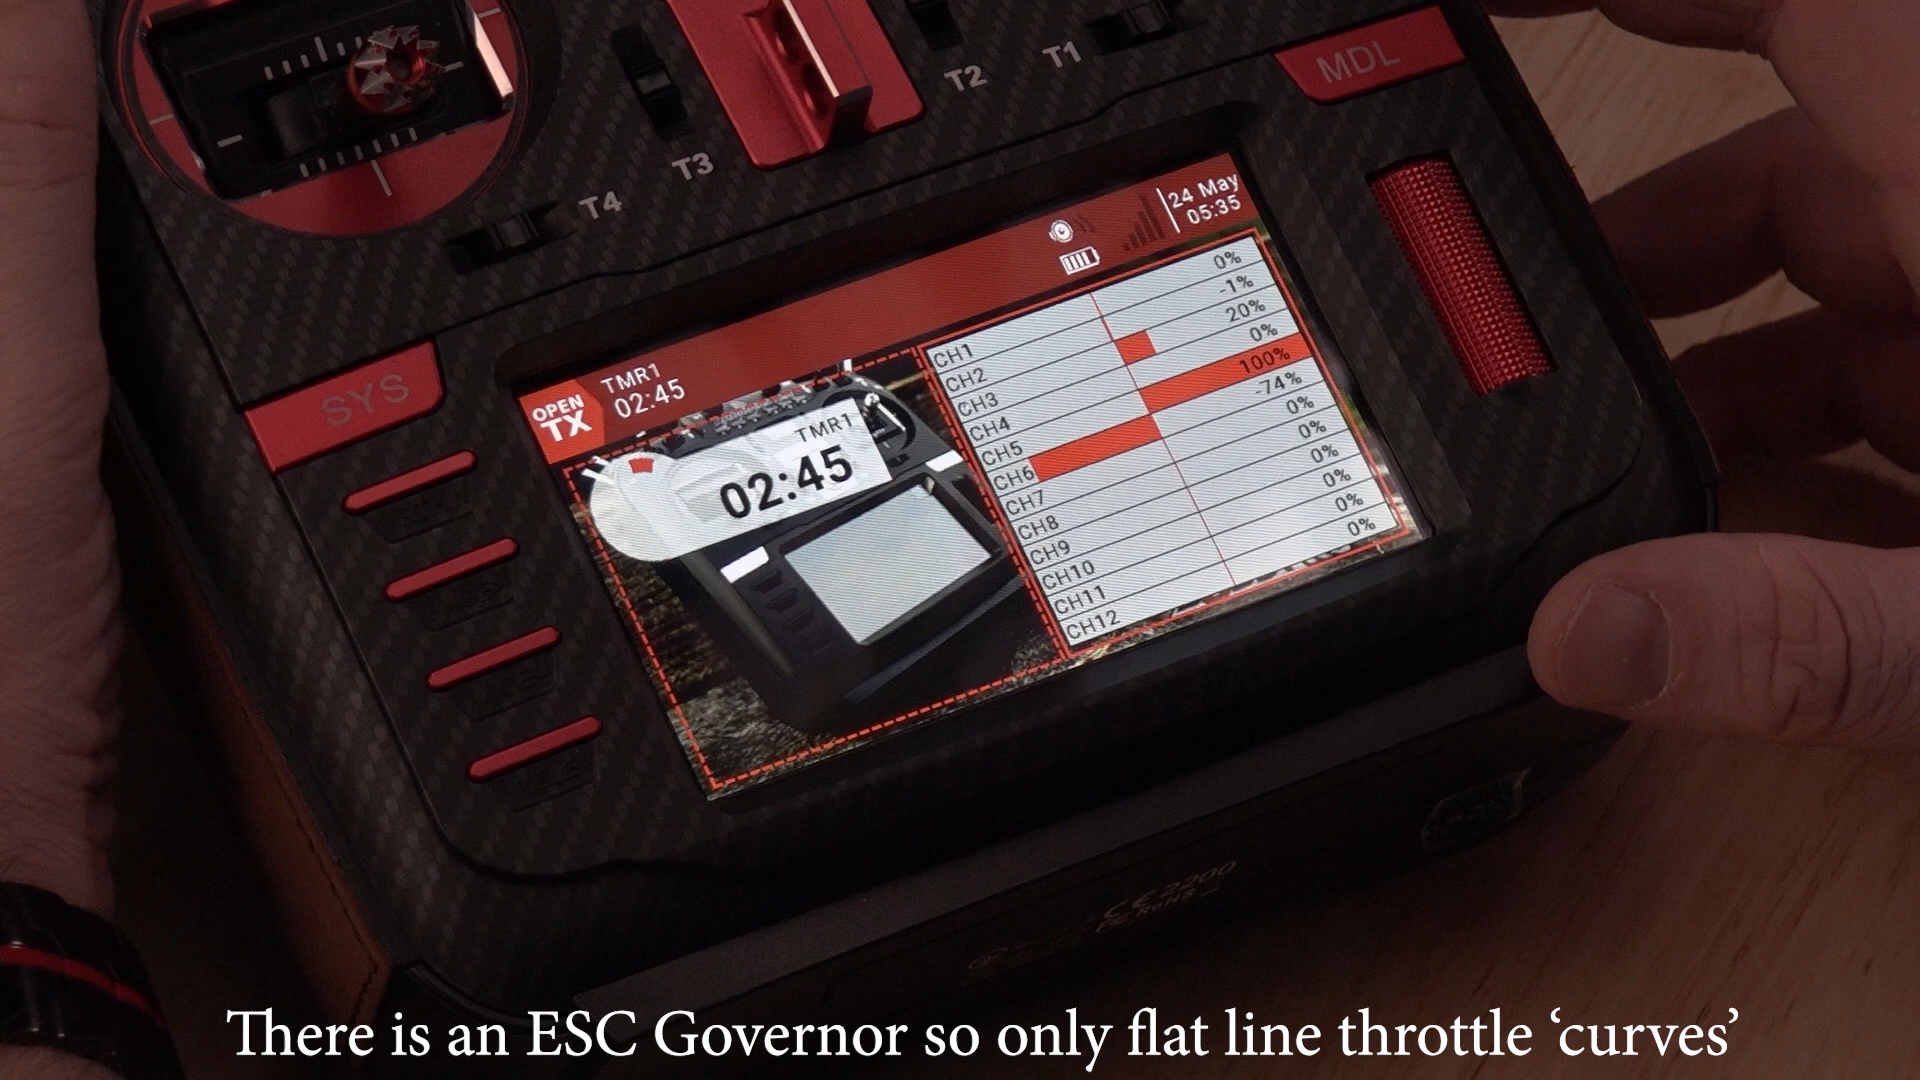 T1
T2
T3
T4
MDL
SYS
24 May
05:35
OPEN
TX
TMR1
02:45
TMR1
02:45
CH1 0%
CH2 -1%
CH3 20%
CH4 0%
CH5 100%
CH6 -74%
CH7 0%
CH8 0%
CH9 0%
CH10 0%
CH11 0%
CH12 0%
CE2200
RoHS
There is an ESC Governor so only flat line throttle ‘curves’